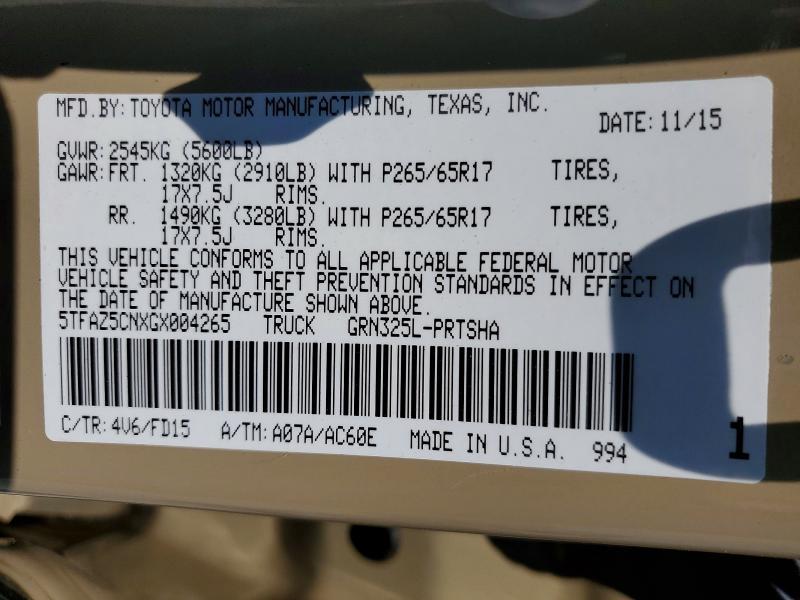 MFD.BY: TOYOTA MOTOR MANUFACTURING, TEXAS, INC.
DATE: 11/15
GVWR: 2545KG (5600LB)
GAWR: FRT. 1320KG (2910LB) WITH P265/65R17 TIRES,
17X7.5J RIMS.
RR. 1490KG (3280LB) WITH P265/65R17 TIRES,
17X7.5J RIMS.
THIS VEHICLE CONFORMS TO ALL APPLICABLE FEDERAL MOTOR
VEHICLE SAFETY AND THEFT PREVENTION STANDARDS IN EFFECT ON
THE DATE OF MANUFACTURE SHOWN ABOVE.
5TFAZ5CNXGX004265 TRUCK GRN325L-PRTSHA
C/TR: 4V6/FD15 A/TM: A07A/AC60E MADE IN U.S.A. 994 1